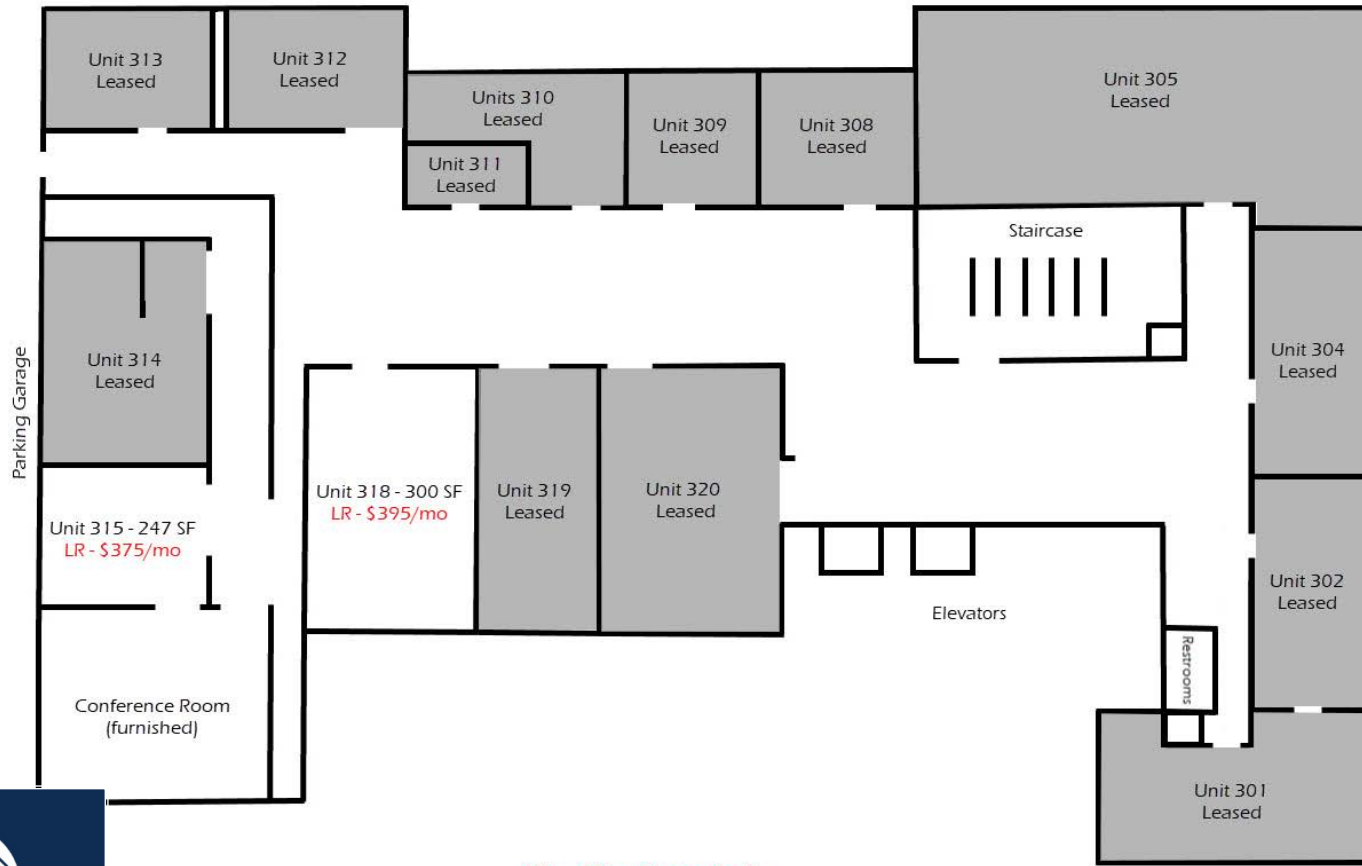 Unit 313
Leased
Unit 312
Leased
Units 310
Leased
Unit 311
Leased
Unit 309
Leased
Unit 308
Leased
Unit 305
Leased
Staircase
Unit 304
Leased
Parking Garage
Unit 314
Leased
Unit 315 - 247 SF
LR - $375/mo
Unit 318 - 300 SF
LR - $395/mo
Unit 319
Leased
Unit 320
Leased
Elevators
Unit 302
Leased
Restrooms
Conference Room
(furnished)
Unit 301
Leased